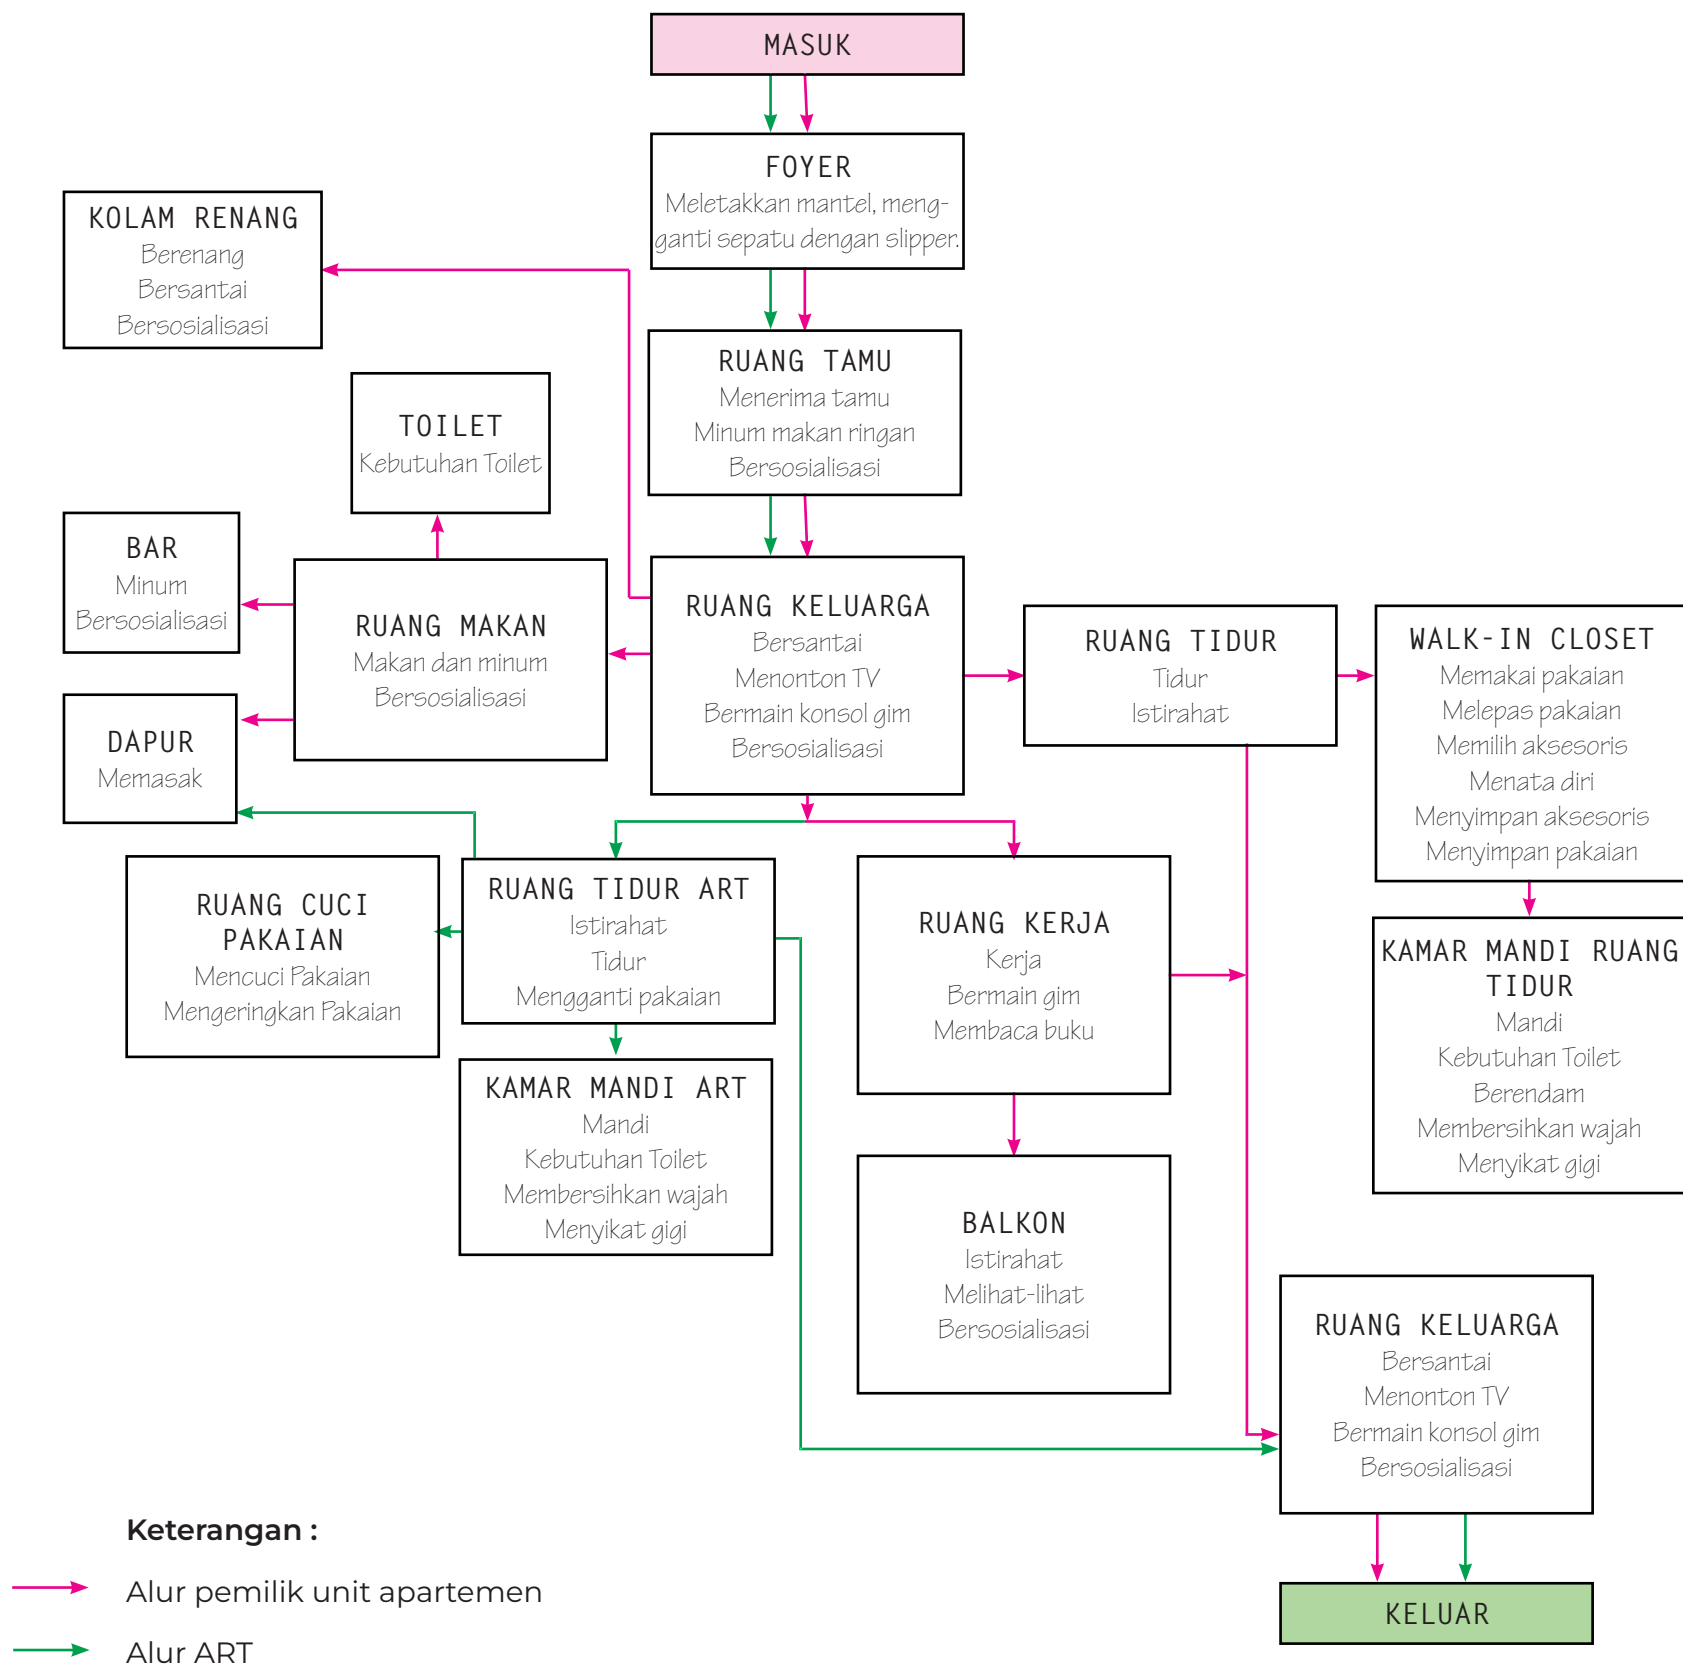 MASUK
FOYER
Meletakkan mantel, meng-
ganti sepatu dengan slipper.
KOLAM RENANG
Berenang
Bersantai
Bersosialisasi
RUANG TAMU
Menerima tamu
Minum makan ringan
Bersosialisasi
TOILET
Kebutuhan Toilet
BAR
Minum
Bersosialisasi
RUANG MAKAN
Makan dan minum
Bersosialisasi
RUANG KELUARGA
Bersantai
Menonton TV
Bermain konsol gim
Bersosialisasi
RUANG TIDUR
Tidur
Istirahat
WALK-IN CLOSET
Memakai pakaian
Melepas pakaian
Memilih aksesoris
Menata diri
Menyimpan aksesoris
Menyimpan pakaian
DAPUR
Memasak
RUANG CUCI
PAKAIAN
Mencuci Pakaian
Mengeringkan Pakaian
RUANG TIDUR ART
Istirahat
Tidur
Mengganti pakaian
RUANG KERJA
Kerja
Bermain gim
Membaca buku
KAMAR MANDI RUANG
TIDUR
Mandi
Kebutuhan Toilet
Berendam
Membersihkan wajah
Menyikat gigi
KAMAR MANDI ART
Mandi
Kebutuhan Toilet
Membersihkan wajah
Menyikat gigi
BALKON
Istirahat
Melihat-lihat
Bersosialisasi
RUANG KELUARGA
Bersantai
Menonton TV
Bermain konsol gim
Bersosialisasi
KELUAR
Keterangan :
Alur pemilik unit apartemen
Alur ART